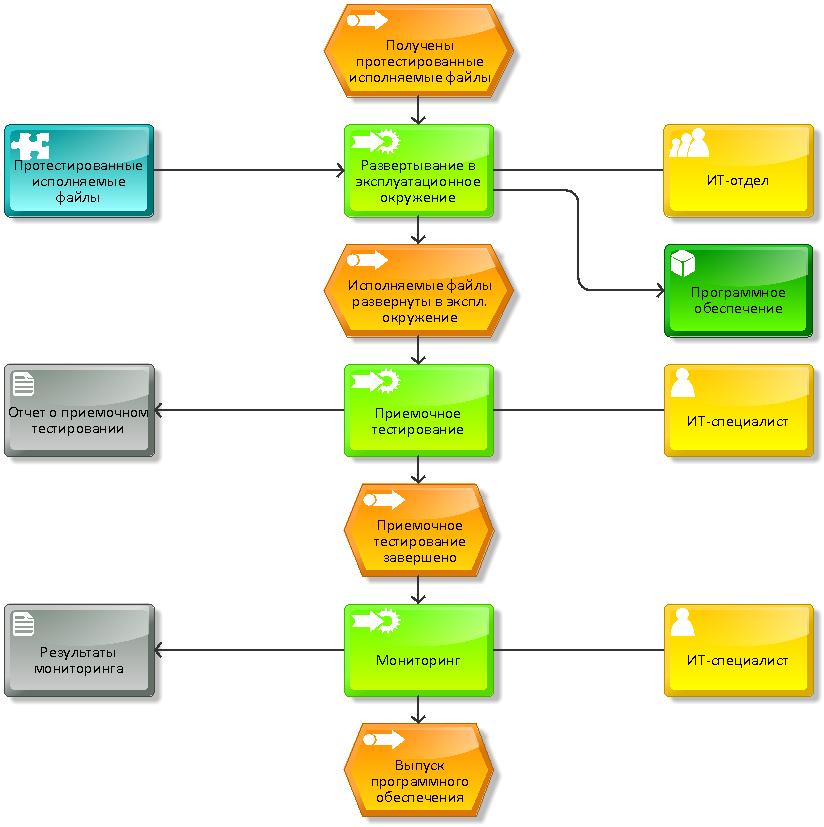 Получены
протестированные
исполняемые файлы
Протестированные
исполняемые
файлы
Развертывание в
эксплуатационное
окружение
ИТ-отдел
Исполняемые файлы
развернуты в экспл.
окружение
Программное
обеспечение
Отчет о приемочном
тестировании
Приемочное
тестирование
ИТ-специалист
Приемочное
тестирование
завершено
Результаты
мониторинга
Мониторинг
ИТ-специалист
Выпуск
программного
обеспечения